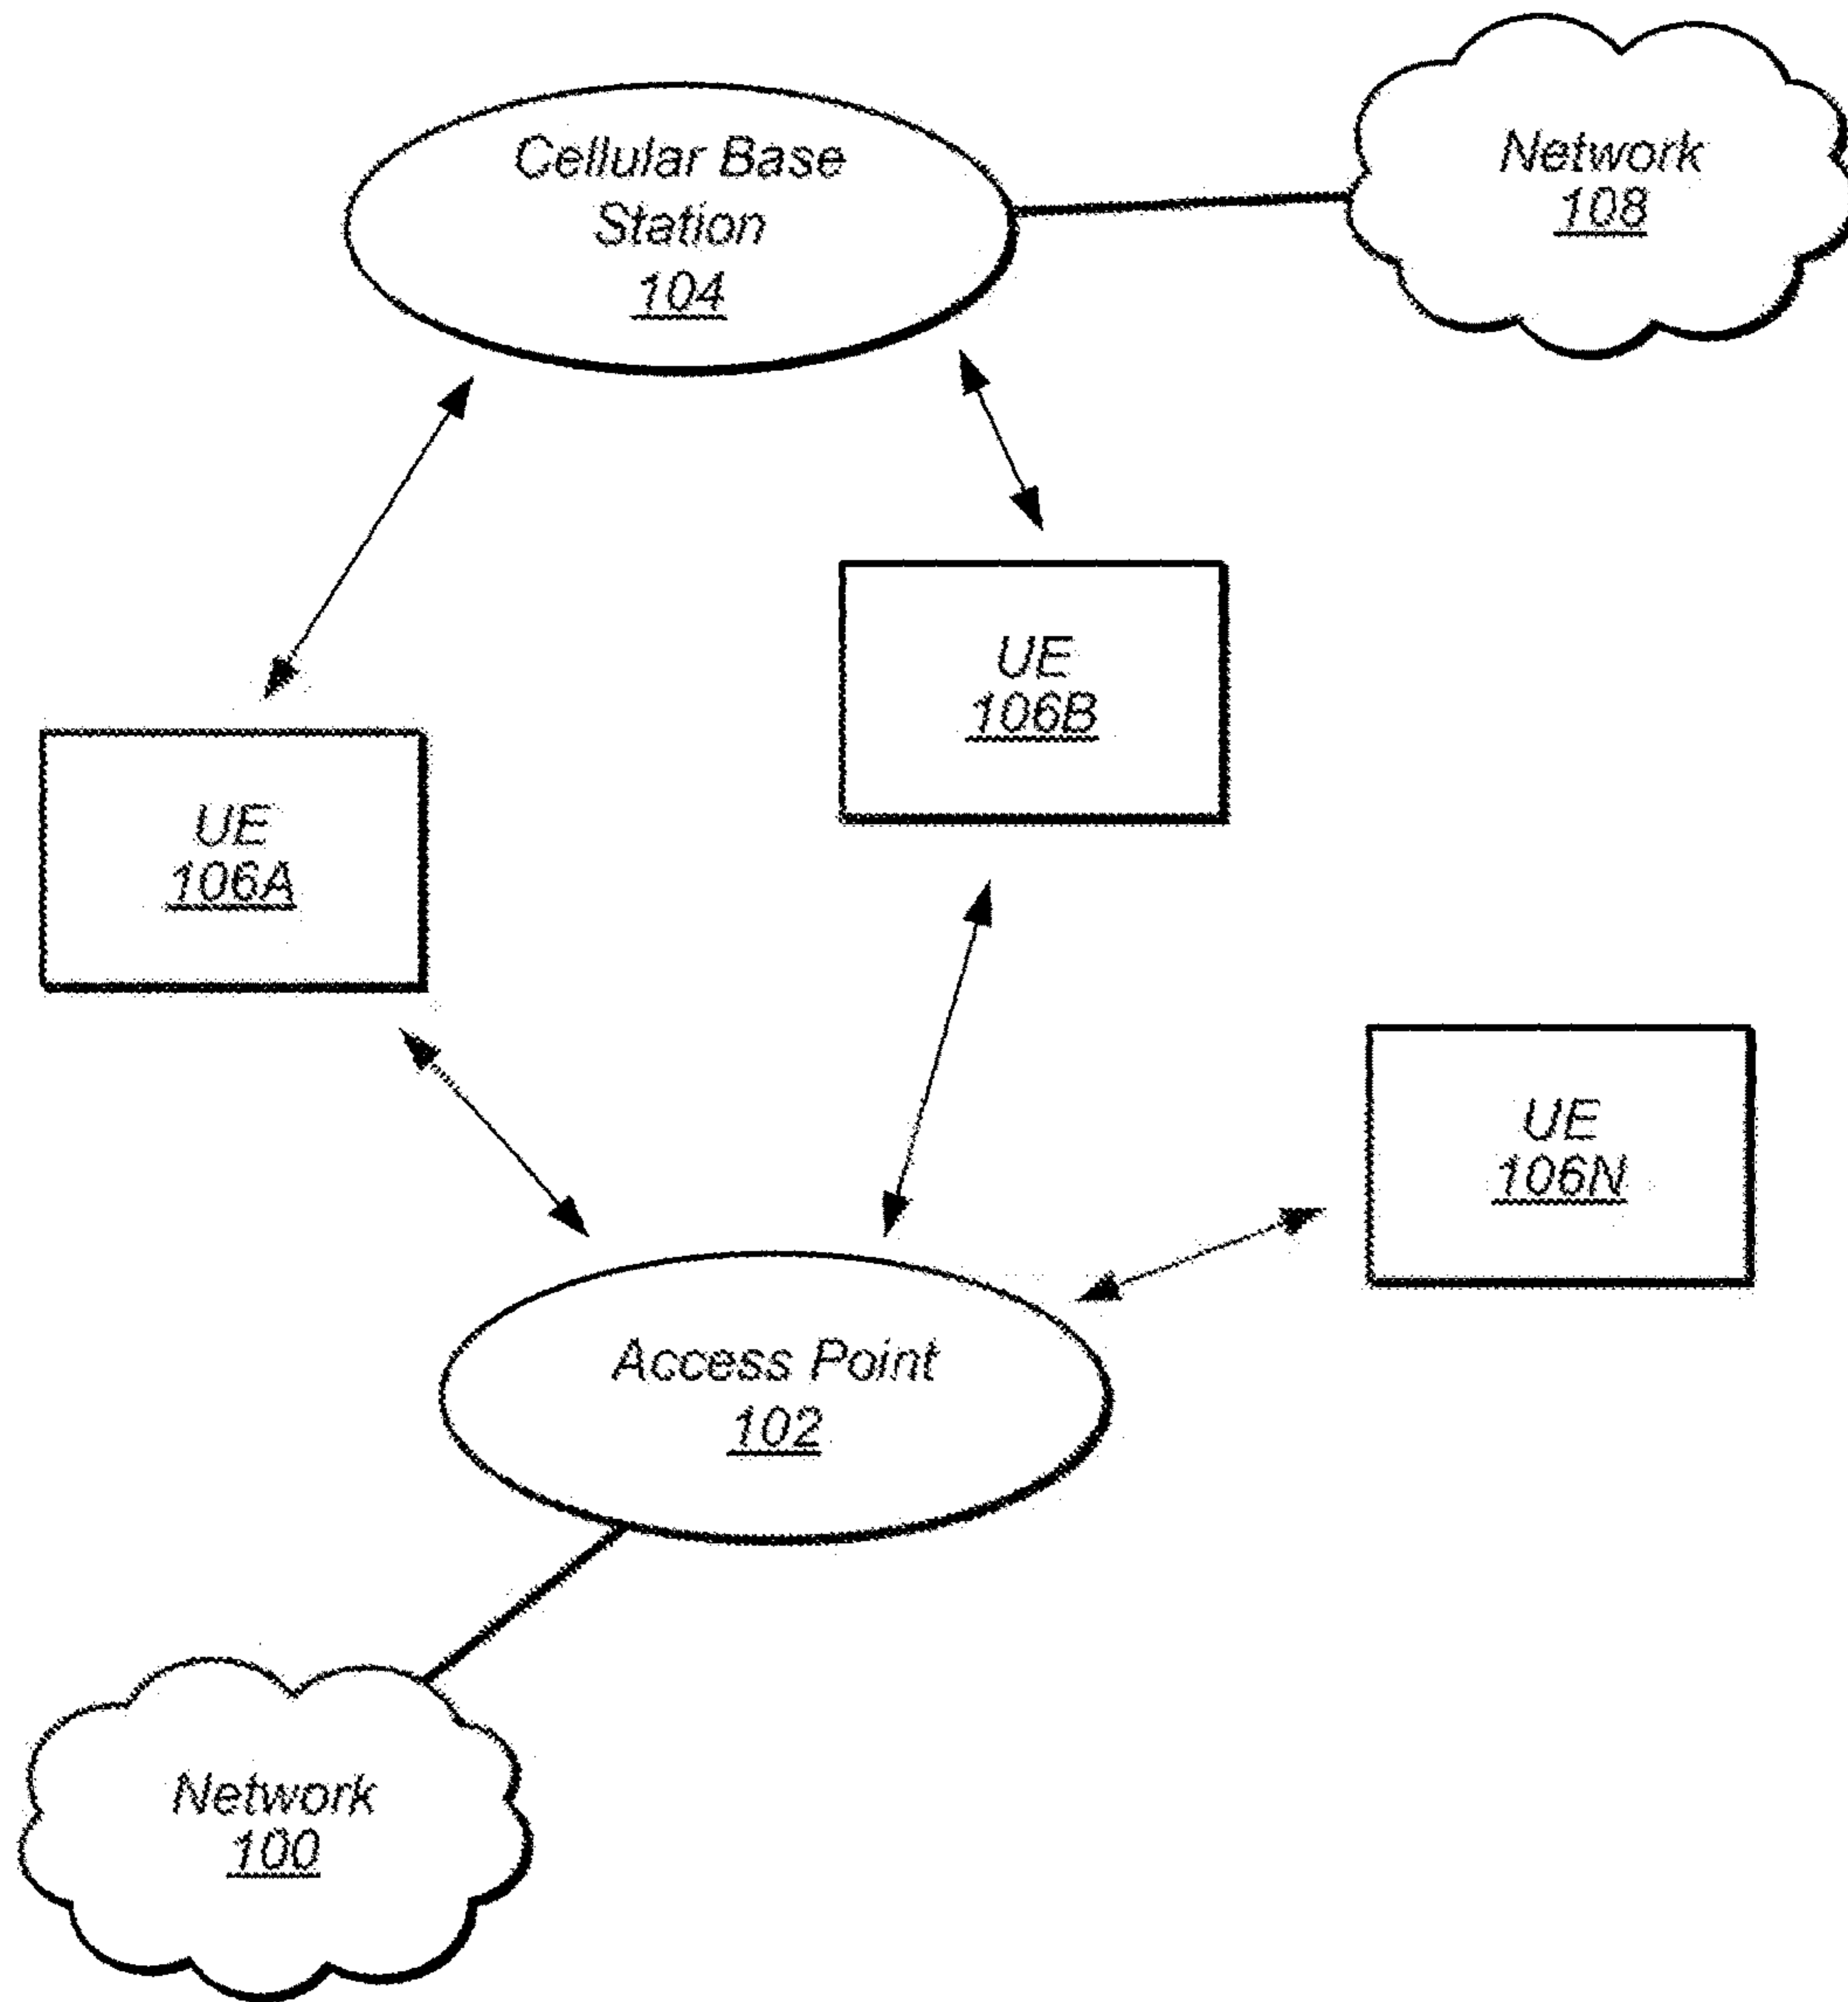 Cellular Base
Station
104
Network
108
UE
106B
UE
106A
UE
106N
Access Point
102
Network
100